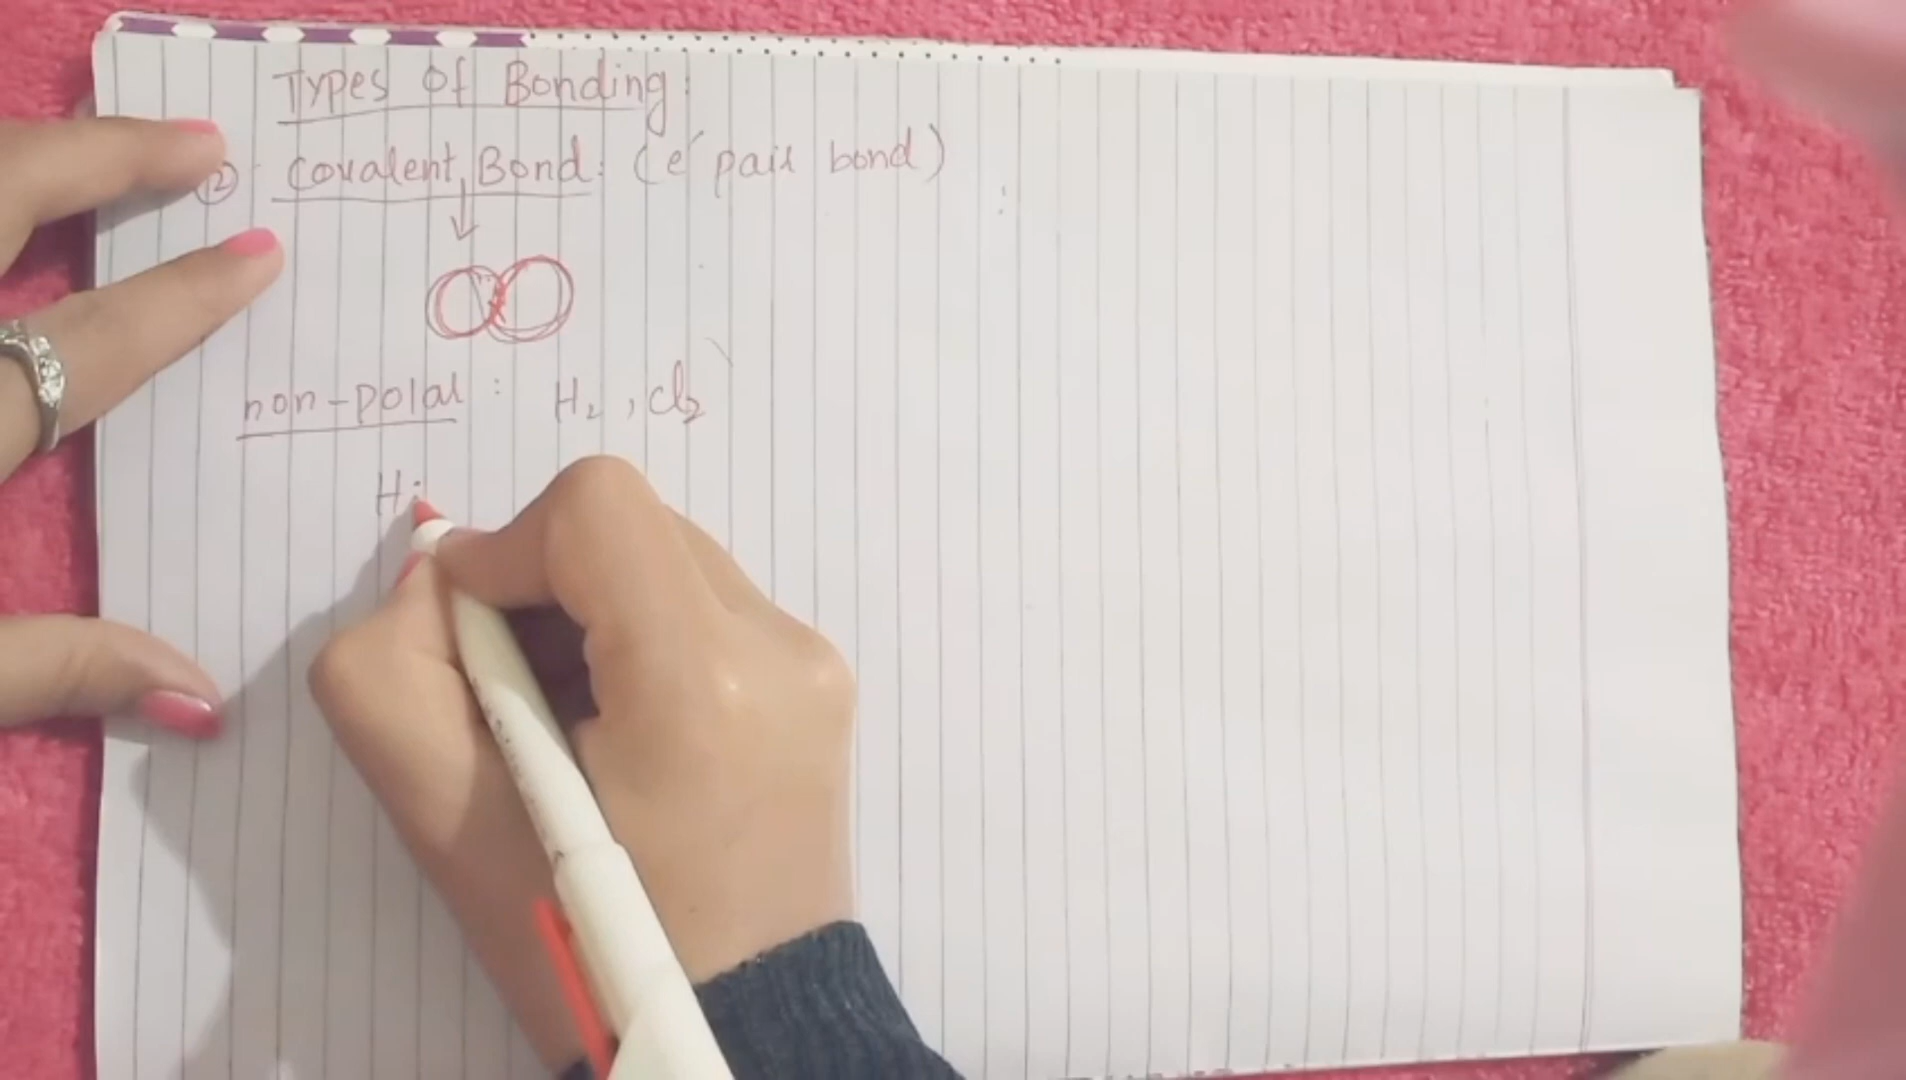 Types of Bonding:
② Covalent Bond: (e⁻ pair bond)
non-polar : H₂, Cl₂
H: